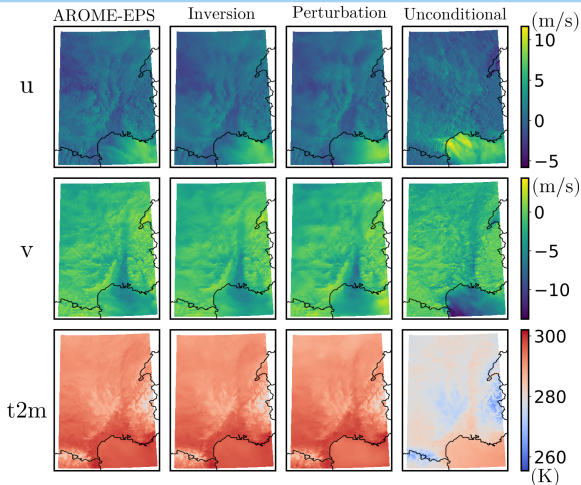 AROME-EPS Inversion Perturbation Unconditional (m/s)
u
10
5
0
−5
(m/s)
v
0
−5
−10
t2m
300
280
260
(K)